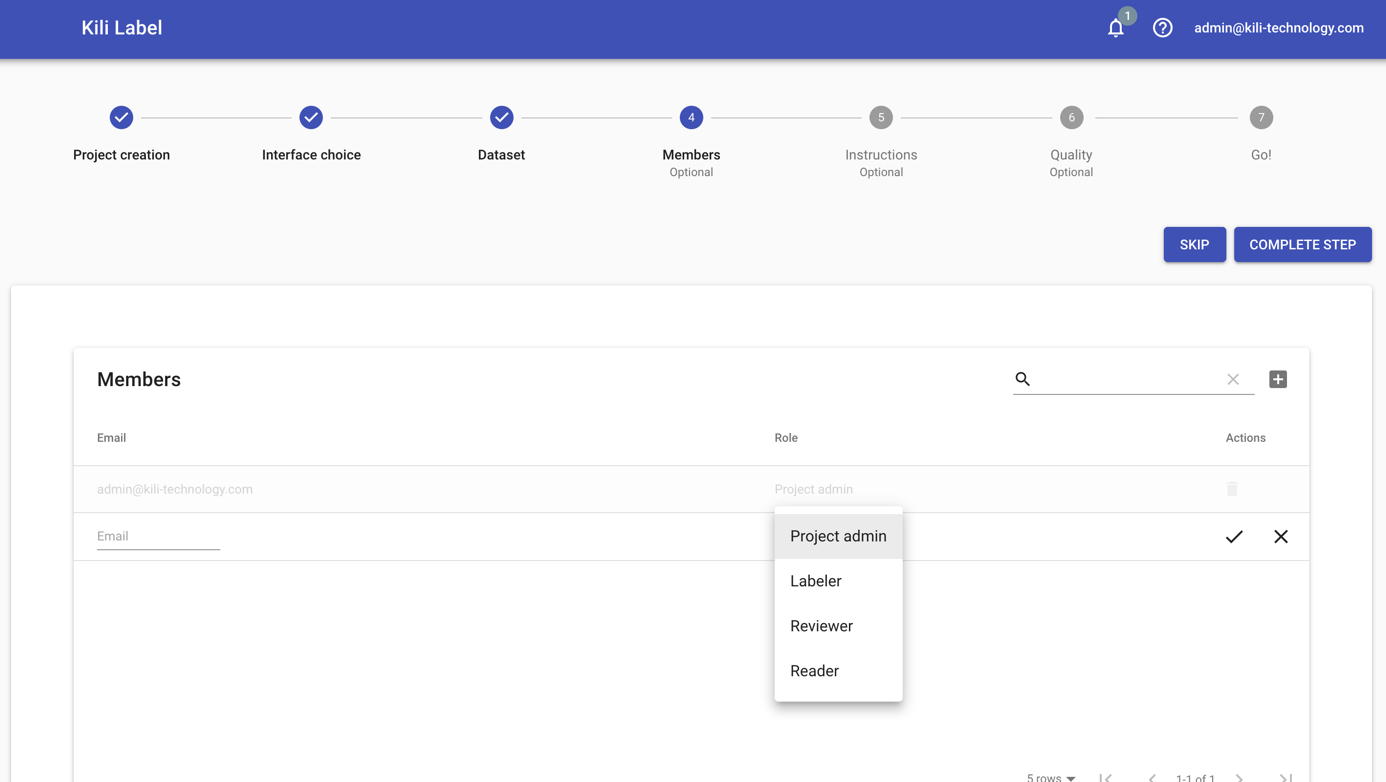 Kili Label
1
admin@kili-technology.com
4
5
6
7
Project creation
Interface choice
Dataset
Members
Optional
Instructions
Optional
Quality
Optional
Go!
SKIP
COMPLETE STEP
Members
Email
Role
Actions
admin@kili-technology.com
Project admin
Email
Project admin
Labeler
Reviewer
Reader
5 rows
1-1 of 1